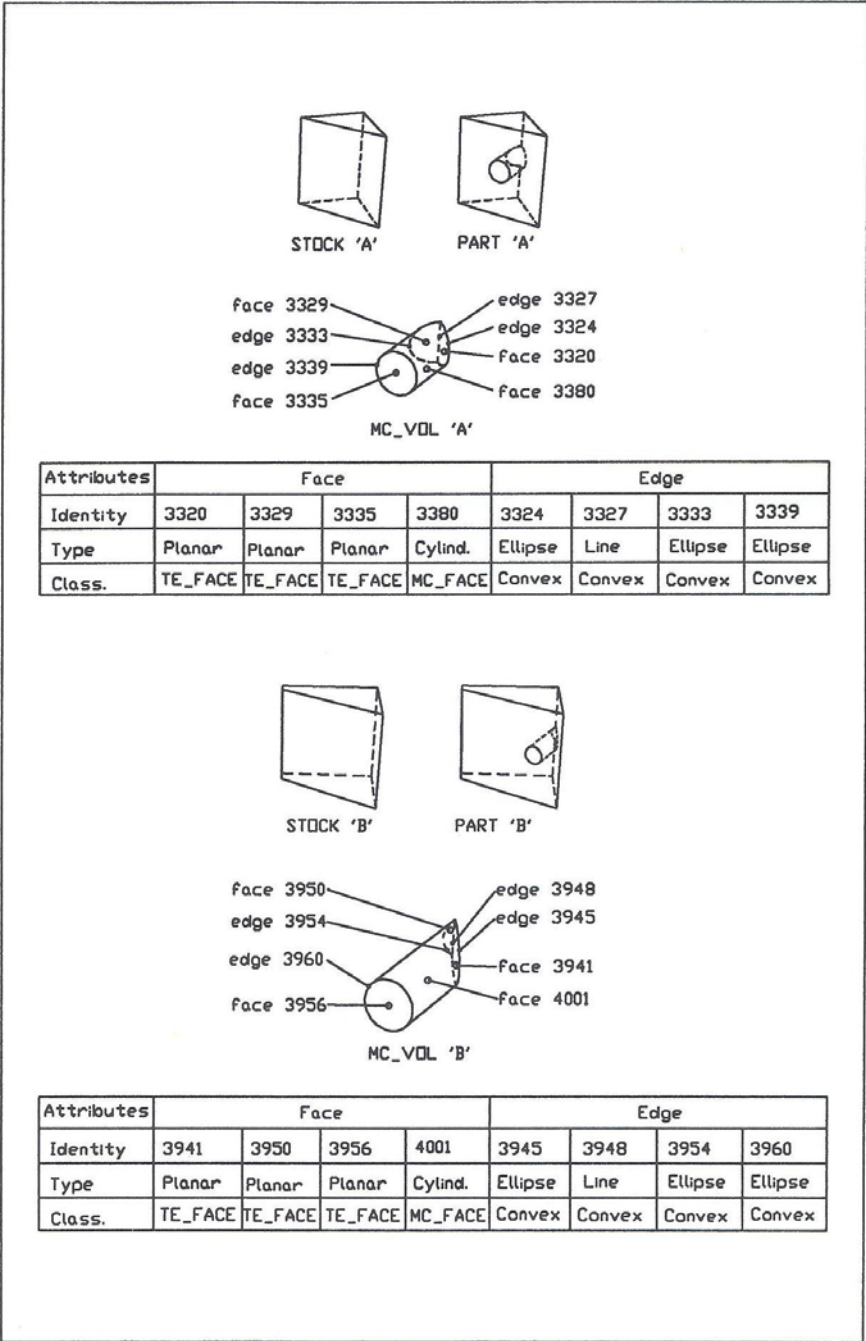 STOCK 'A' PART 'A'
face 3329 edge 3327
edge 3333 edge 3324
edge 3339 face 3320
face 3335 face 3380
MC_VOL 'A'
Attributes Face Edge
Identity 3320 3329 3335 3380 3324 3327 3333 3339
Type Planar Planar Planar Cylind. Ellipse Line Ellipse Ellipse
Class. TE_FACE TE_FACE TE_FACE MC_FACE Convex Convex Convex Convex
STOCK 'B' PART 'B'
face 3950 edge 3948
edge 3954 edge 3945
edge 3960 face 3941
face 3956 face 4001
MC_VOL 'B'
Attributes Face Edge
Identity 3941 3950 3956 4001 3945 3948 3954 3960
Type Planar Planar Planar Cylind. Ellipse Line Ellipse Ellipse
Class. TE_FACE TE_FACE TE_FACE MC_FACE Convex Convex Convex Convex